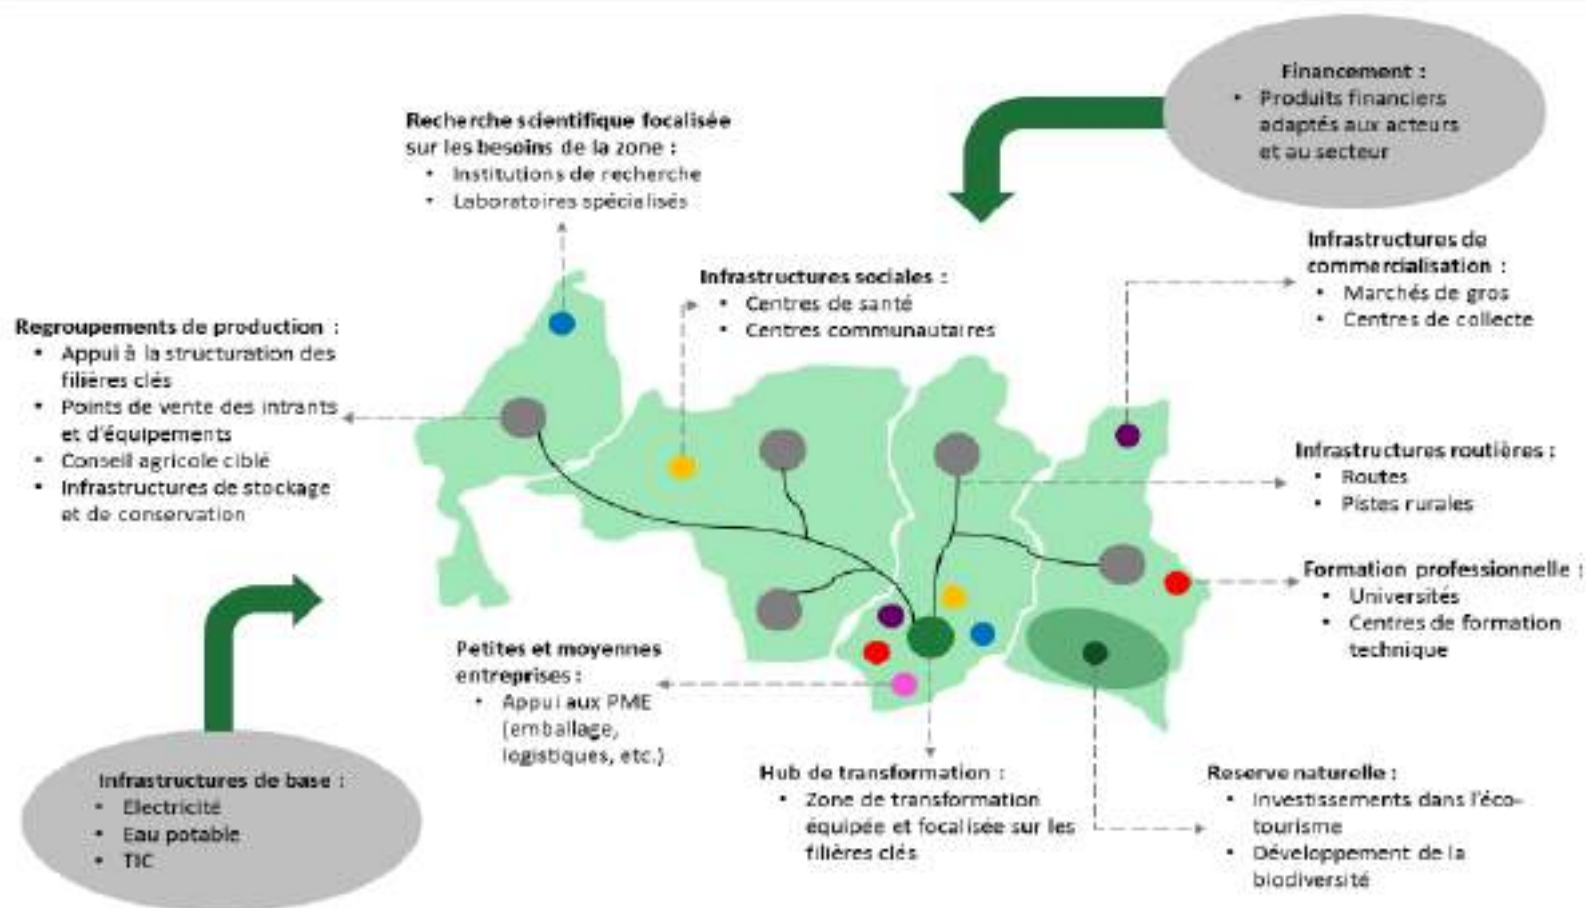 Financement :
• Produits financiers
adaptés aux acteurs
et au secteur
Recherche scientifique focalisée
sur les besoins de la zone :
• Institutions de recherche
• Laboratoires spécialisés
Infrastructures de
commercialisation :
• Marchés de gros
• Centres de collecte
Infrastructures sociales :
• Centres de santé
• Centres communautaires
Regroupements de production :
• Appui à la structuration des
filières clés
• Points de vente des intrants
et d'équipements
• Conseil agricole ciblé
• Infrastructures de stockage
et de conservation
Infrastructures routières :
• Routes
• Pistes rurales
Formation professionnelle :
• Universités
• Centres de formation
technique
Petites et moyennes
entreprises :
• Appui aux PME
(emballage,
logistiques, etc.)
Infrastructures de base :
• Electricité
• Eau potable
• TIC
Hub de transformation :
• Zone de transformation
équipée et focalisée sur les
filières clés
Reserve naturelle :
• Investissements dans l'éco-
tourisme
• Développement de la
biodiversité